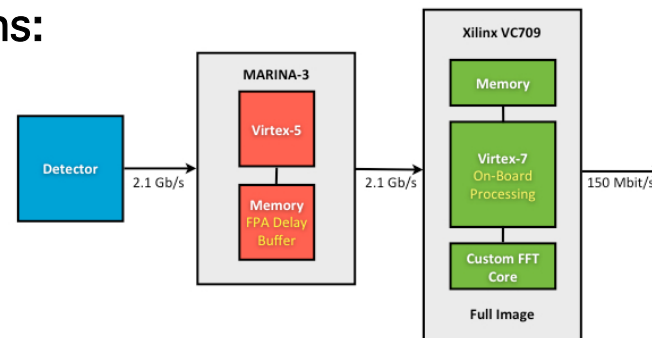 ns:
Detector
2.1 Gb/s
MARINA-3
Virtex-5
Memory
FPA Delay
Buffer
2.1 Gb/s
Xilinx VC709
Memory
Virtex-7
On-Board
Processing
Custom FFT
Core
Full Image
150 Mbit/s